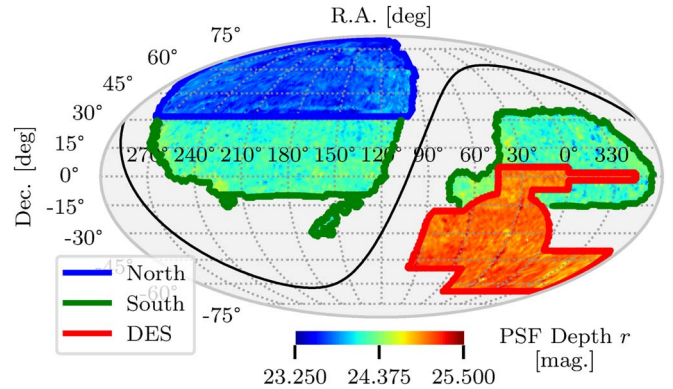 R.A. [deg]
75°
60°
45°
30°
15°
0°
-15°
-30°
-45°
-60°
-75°
Dec. [deg]
270° 240° 210° 180° 150° 120° 90° 60° 30° 0° 330°
North
South
DES
PSF Depth r
[mag.]
23.250 24.375 25.500